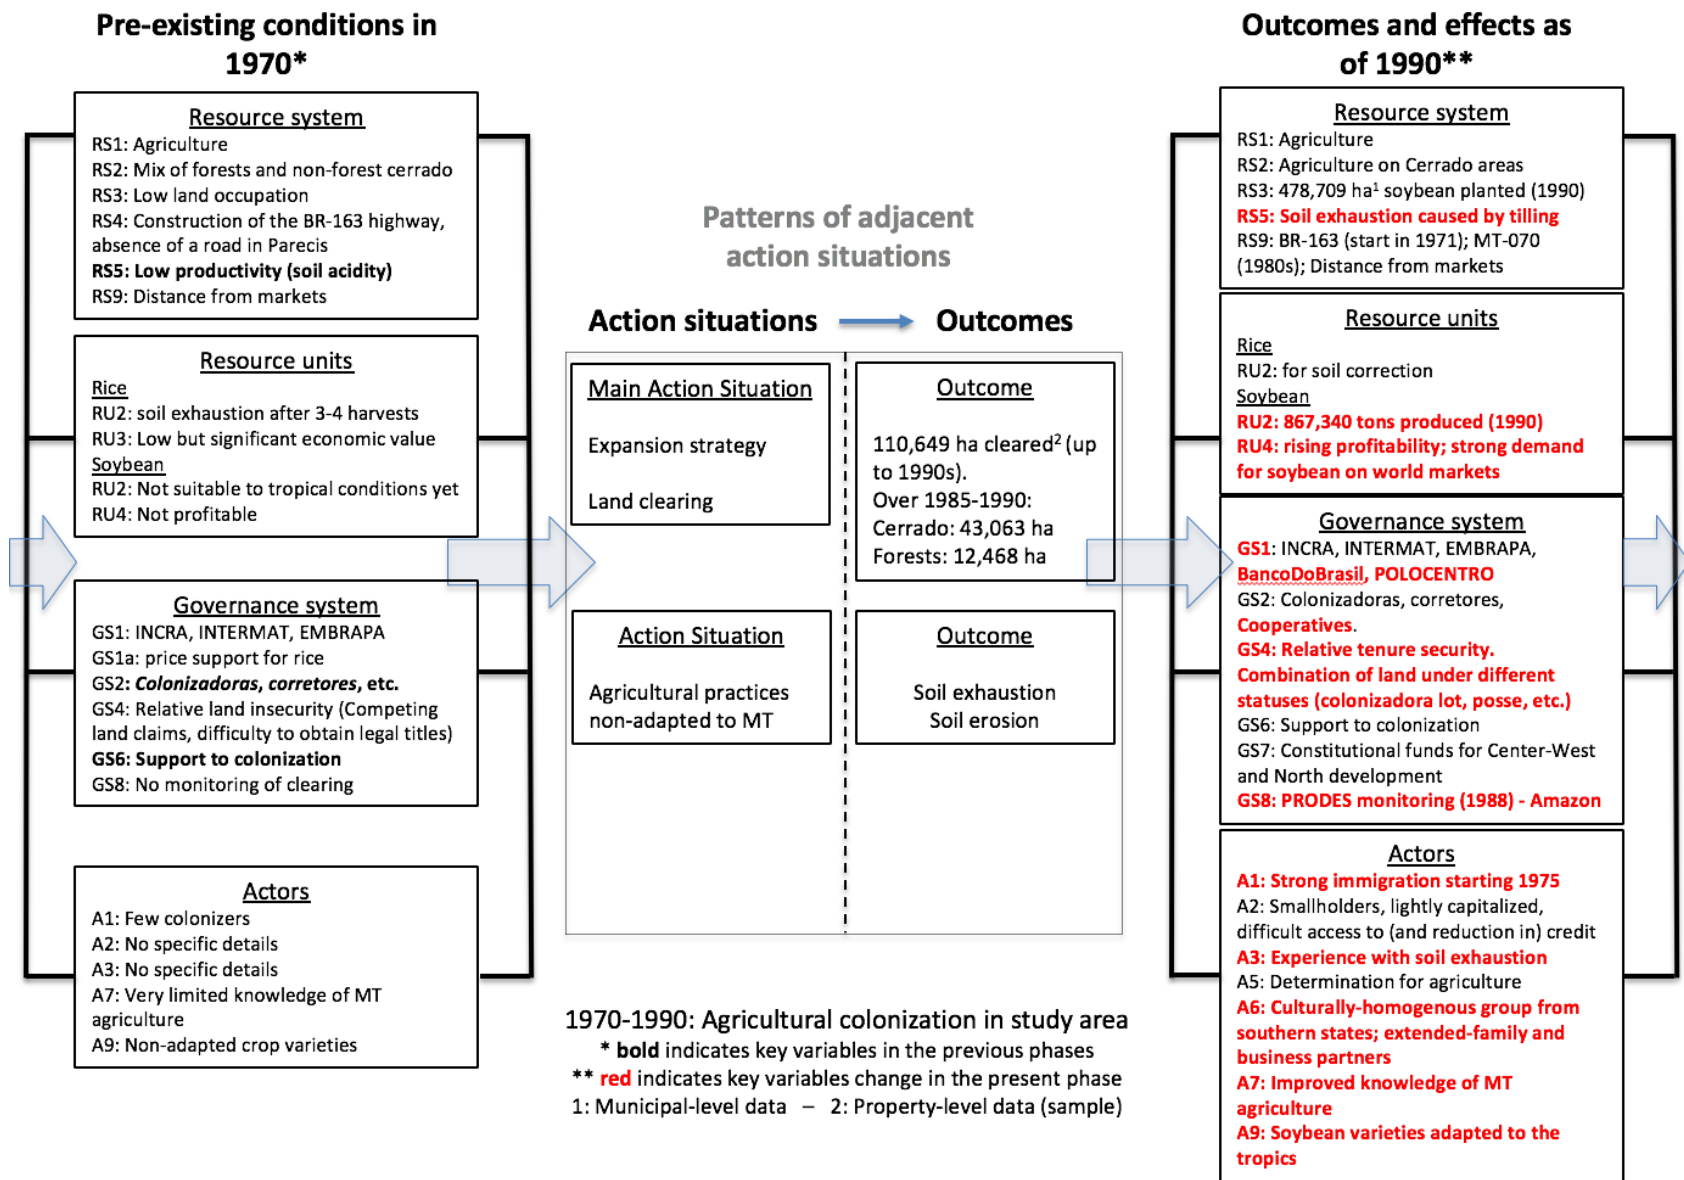 Pre-existing conditions in
1970*
Resource system
RS1: Agriculture
RS2: Mix of forests and non-forest cerrado
RS3: Low land occupation
RS4: Construction of the BR-163 highway,
absence of a road in Parecis
RS5: Low productivity (soil acidity)
RS9: Distance from markets
Resource units
Rice
RU2: soil exhaustion after 3-4 harvests
RU3: Low but significant economic value
Soybean
RU2: Not suitable to tropical conditions yet
RU4: Not profitable
Governance system
GS1: INCRA, INTERMAT, EMBRAPA
GS1a: price support for rice
GS2: Colonizadoras, corretores, etc.
GS4: Relative land insecurity (Competing
land claims, difficulty to obtain legal titles)
GS6: Support to colonization
GS8: No monitoring of clearing
Actors
A1: Few colonizers
A2: No specific details
A3: No specific details
A7: Very limited knowledge of MT
agriculture
A9: Non-adapted crop varieties
Patterns of adjacent
action situations
Action situations
Outcomes
Main Action Situation
Expansion strategy
Land clearing
Outcome
110,649 ha cleared2 (up
to 1990s).
Over 1985-1990:
Cerrado: 43,063 ha
Forests: 12,468 ha
Action Situation
Agricultural practices
non-adapted to MT
Outcome
Soil exhaustion
Soil erosion
1970-1990: Agricultural colonization in study area
* bold indicates key variables in the previous phases
** red indicates key variables change in the present phase
1: Municipal-level data – 2: Property-level data (sample)
Outcomes and effects as
of 1990**
Resource system
RS1: Agriculture
RS2: Agriculture on Cerrado areas
RS3: 478,709 ha1 soybean planted (1990)
RS5: Soil exhaustion caused by tilling
RS9: BR-163 (start in 1971); MT-070
(1980s); Distance from markets
Resource units
Rice
RU2: for soil correction
Soybean
RU2: 867,340 tons produced (1990)
RU4: rising profitability; strong demand
for soybean on world markets
Governance system
GS1: INCRA, INTERMAT, EMBRAPA,
BancoDoBrasil, POLOCENTRO
GS2: Colonizadoras, corretores,
Cooperatives.
GS4: Relative tenure security.
Combination of land under different
statuses (colonizadora lot, posse, etc.)
GS6: Support to colonization
GS7: Constitutional funds for Center-West
and North development
GS8: PRODES monitoring (1988) - Amazon
Actors
A1: Strong immigration starting 1975
A2: Smallholders, lightly capitalized,
difficult access to (and reduction in) credit
A3: Experience with soil exhaustion
A5: Determination for agriculture
A6: Culturally-homogenous group from
southern states; extended-family and
business partners
A7: Improved knowledge of MT
agriculture
A9: Soybean varieties adapted to the
tropics